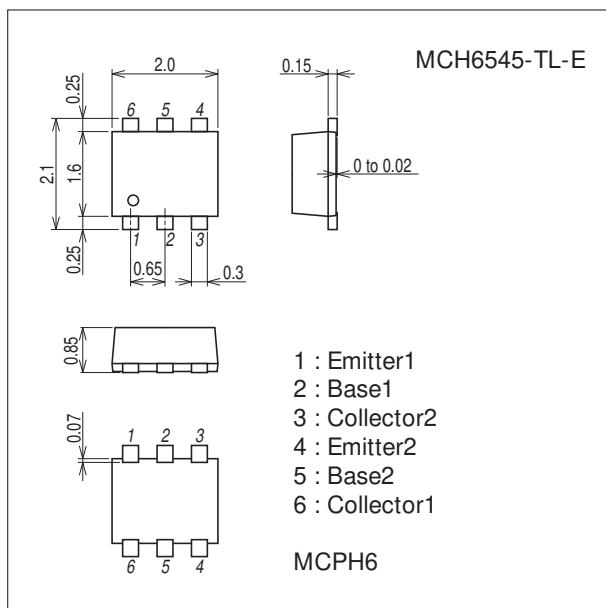 MCH6545-TL-E
2.0
0.15
0.25
6 5 4
2.1
1.6
0 to 0.02
0.25
1 2 3
0.65
0.3
0.85
1 : Emitter1
2 : Base1
3 : Collector2
4 : Emitter2
5 : Base2
6 : Collector1
0.07
1 2 3
6 5 4
MCPH6